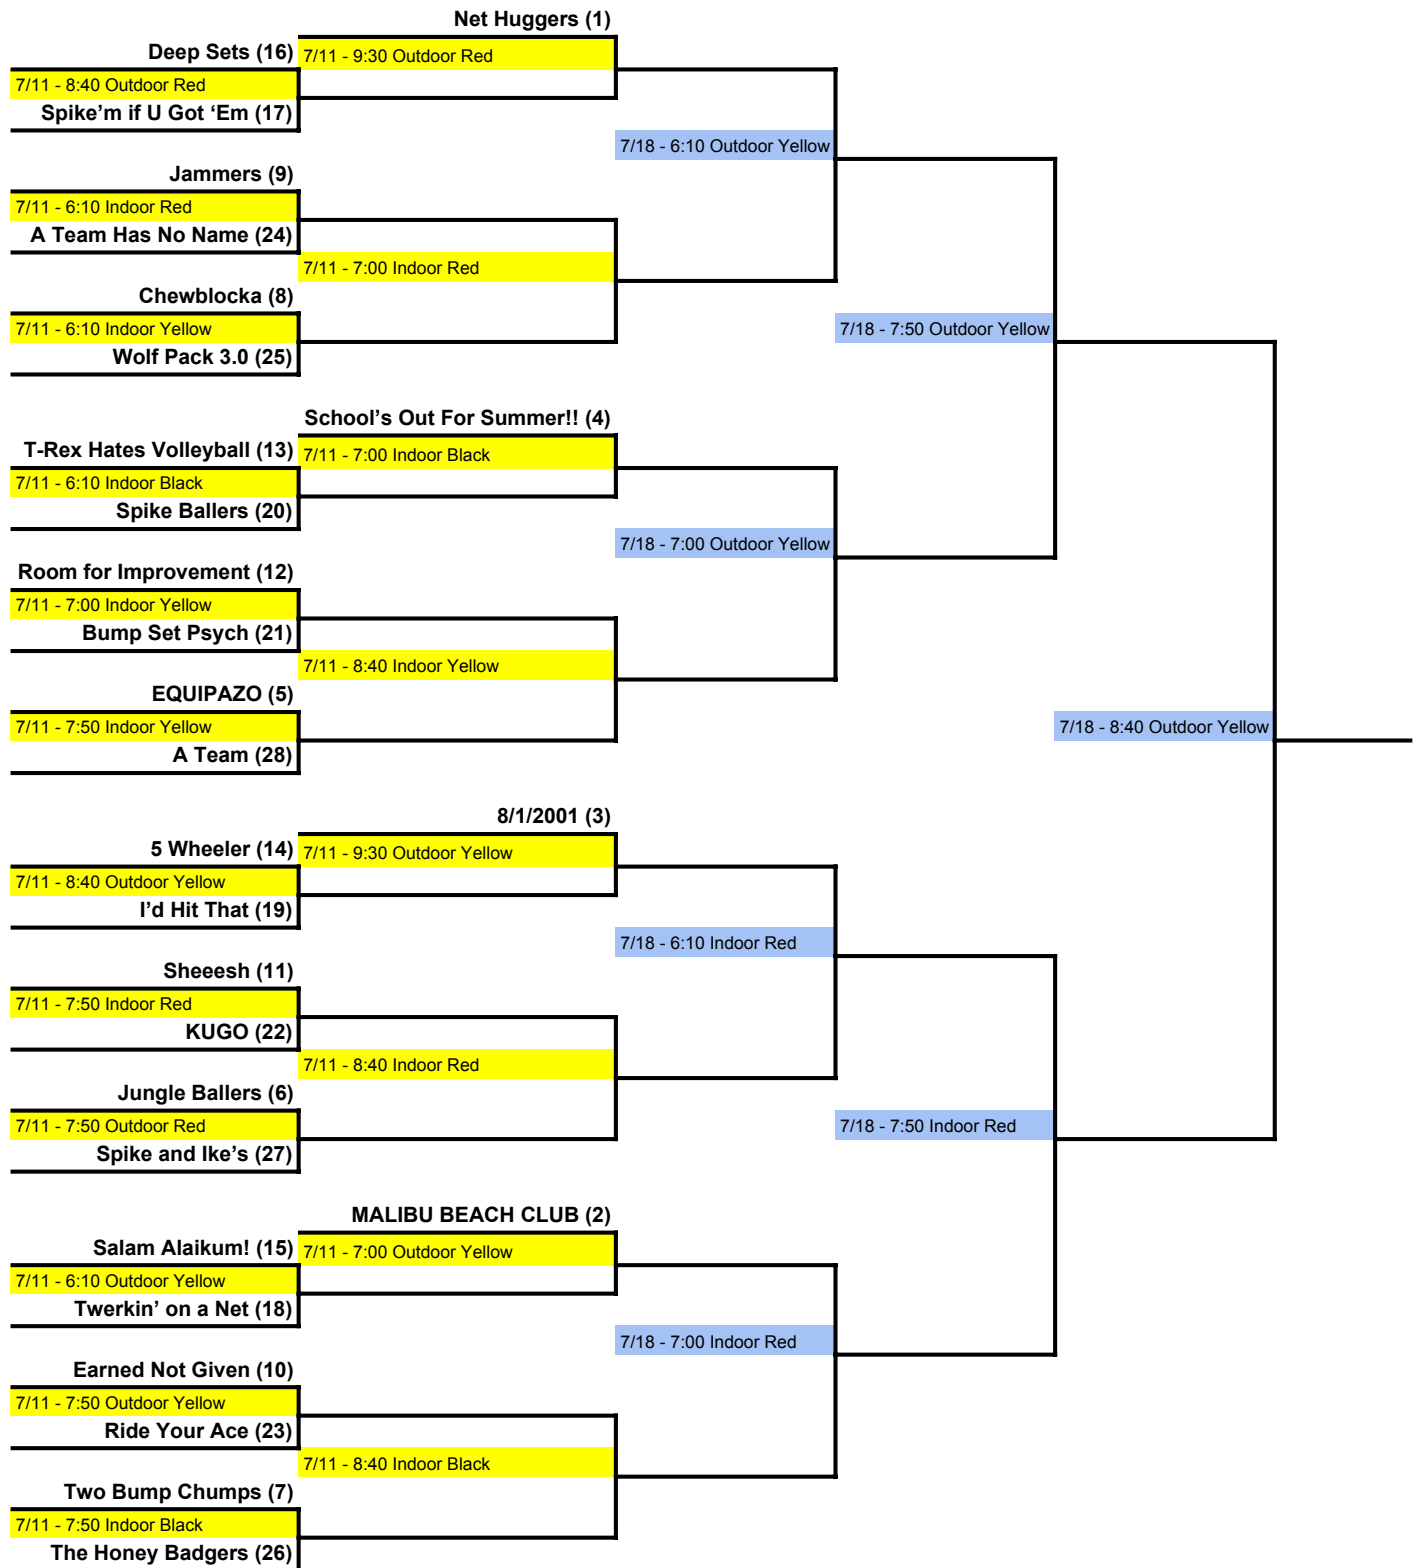 Net Huggers (1)
Deep Sets (16)
7/11 - 9:30 Outdoor Red
7/11 - 8:40 Outdoor Red
Spike’m if U Got ‘Em (17)
7/18 - 6:10 Outdoor Yellow
Jammers (9)
7/11 - 6:10 Indoor Red
A Team Has No Name (24)
7/11 - 7:00 Indoor Red
Chewblocka (8)
7/11 - 6:10 Indoor Yellow
7/18 - 7:50 Outdoor Yellow
Wolf Pack 3.0 (25)
School’s Out For Summer!! (4)
T-Rex Hates Volleyball (13)
7/11 - 7:00 Indoor Black
7/11 - 6:10 Indoor Black
Spike Ballers (20)
7/18 - 7:00 Outdoor Yellow
Room for Improvement (12)
7/11 - 7:00 Indoor Yellow
Bump Set Psych (21)
7/11 - 8:40 Indoor Yellow
EQUIPAZO (5)
7/11 - 7:50 Indoor Yellow
7/18 - 8:40 Outdoor Yellow
A Team (28)
8/1/2001 (3)
5 Wheeler (14)
7/11 - 9:30 Outdoor Yellow
7/11 - 8:40 Outdoor Yellow
I’d Hit That (19)
7/18 - 6:10 Indoor Red
Sheeesh (11)
7/11 - 7:50 Indoor Red
KUGO (22)
7/11 - 8:40 Indoor Red
Jungle Ballers (6)
7/11 - 7:50 Outdoor Red
7/18 - 7:50 Indoor Red
Spike and Ike’s (27)
MALIBU BEACH CLUB (2)
Salam Alaikum! (15)
7/11 - 7:00 Outdoor Yellow
7/11 - 6:10 Outdoor Yellow
Twerkin’ on a Net (18)
7/18 - 7:00 Indoor Red
Earned Not Given (10)
7/11 - 7:50 Outdoor Yellow
Ride Your Ace (23)
7/11 - 8:40 Indoor Black
Two Bump Chumps (7)
7/11 - 7:50 Indoor Black
The Honey Badgers (26)